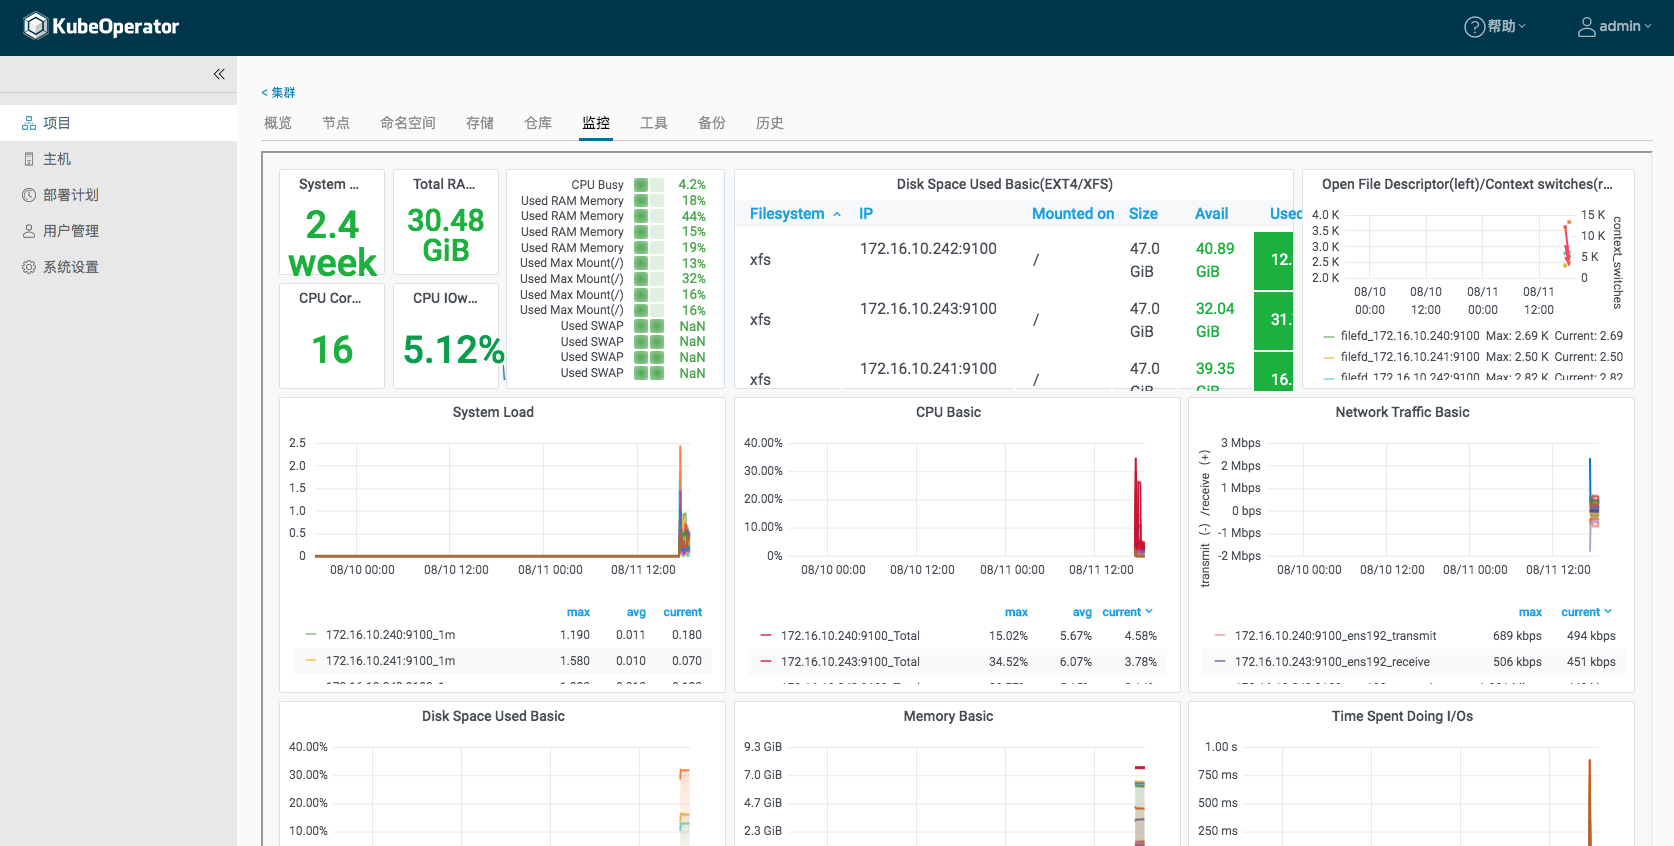 KubeOperator
帮助
admin
项目
主机
部署计划
用户管理
系统设置
< 集群
概览 节点 命名空间 存储 仓库 监控 工具 备份 历史
System ...
2.4
week
Total RA...
30.48
GiB
CPU Cor...
16
CPU IOw...
5.12%
CPU Busy 4.2%
Used RAM Memory 18%
Used RAM Memory 44%
Used RAM Memory 15%
Used RAM Memory 19%
Used Max Mount(/) 13%
Used Max Mount(/) 32%
Used Max Mount(/) 16%
Used Max Mount(/) 16%
Used SWAP NaN
Used SWAP NaN
Used SWAP NaN
Used SWAP NaN
Disk Space Used Basic(EXT4/XFS)
Filesystem IP Mounted on Size Avail Used
xfs 172.16.10.242:9100 / 47.0 GiB 40.89 GiB 12.
xfs 172.16.10.243:9100 / 47.0 GiB 32.04 GiB 31.
xfs 172.16.10.241:9100 / 47.0 GiB 39.35 GiB 16.
Open File Descriptor(left)/Context switches(r...
4.0 K
3.5 K
3.0 K
2.5 K
2.0 K
15 K
10 K
5 K
0
context_switches
08/10 00:00 08/10 12:00 08/11 00:00 08/11 12:00
filefd_172.16.10.240:9100 Max: 2.69 K Current: 2.69
filefd_172.16.10.241:9100 Max: 2.50 K Current: 2.50
filefd_172.16.10.242:9100 Max: 2.82 K Current: 2.82
System Load
2.5
2.0
1.5
1.0
0.5
0
08/10 00:00 08/10 12:00 08/11 00:00 08/11 12:00
max avg current
172.16.10.240:9100_1m 1.190 0.011 0.180
172.16.10.241:9100_1m 1.580 0.010 0.070
CPU Basic
40.00%
30.00%
20.00%
10.00%
0%
08/10 00:00 08/10 12:00 08/11 00:00 08/11 12:00
max avg current
172.16.10.240:9100_Total 15.02% 5.67% 4.58%
172.16.10.243:9100_Total 34.52% 6.07% 3.78%
Network Traffic Basic
transmit (-) /receive (+)
3 Mbps
2 Mbps
1 Mbps
0 bps
-1 Mbps
-2 Mbps
08/10 00:00 08/10 12:00 08/11 00:00 08/11 12:00
max current
172.16.10.240:9100_ens192_transmit 689 kbps 494 kbps
172.16.10.243:9100_ens192_receive 506 kbps 451 kbps
Disk Space Used Basic
40.00%
30.00%
20.00%
10.00%
Memory Basic
9.3 GiB
7.0 GiB
4.7 GiB
2.3 GiB
Time Spent Doing I/Os
1.00 s
750 ms
500 ms
250 ms